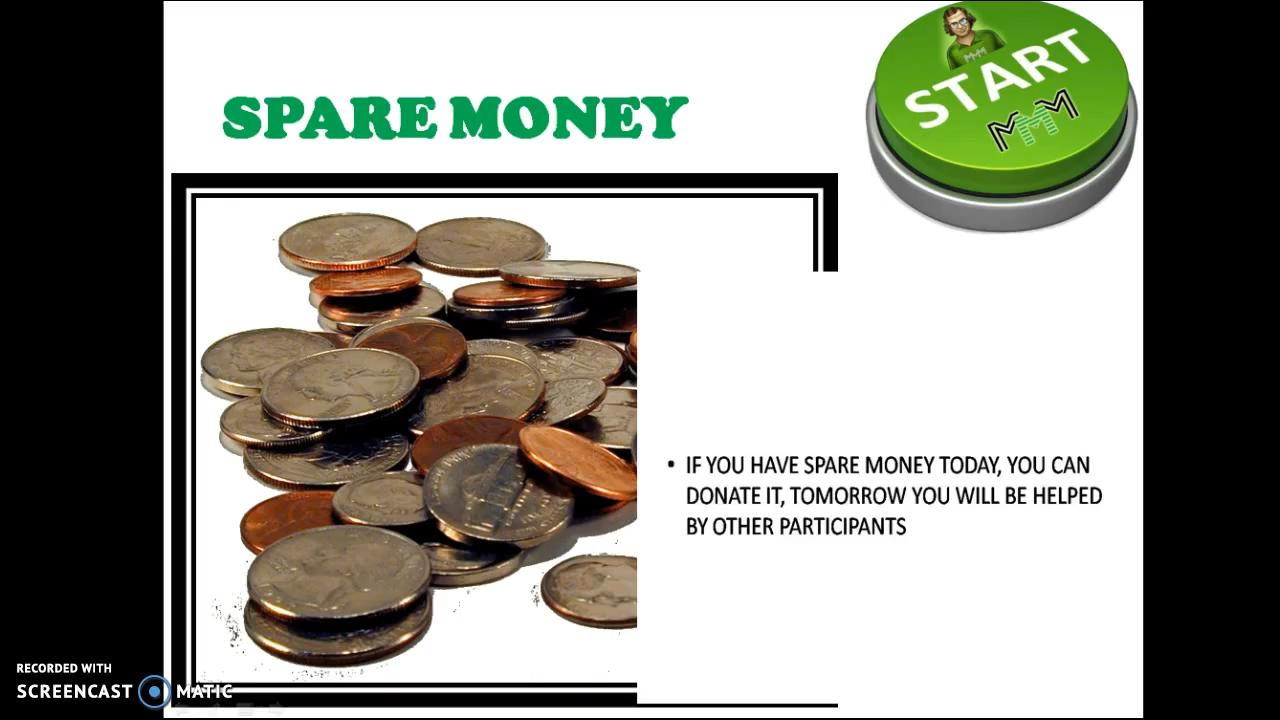 SPARE MONEY
START
MMM
MMM
• IF YOU HAVE SPARE MONEY TODAY, YOU CAN
DONATE IT, TOMORROW YOU WILL BE HELPED
BY OTHER PARTICIPANTS
RECORDED WITH
SCREENCAST MATIC